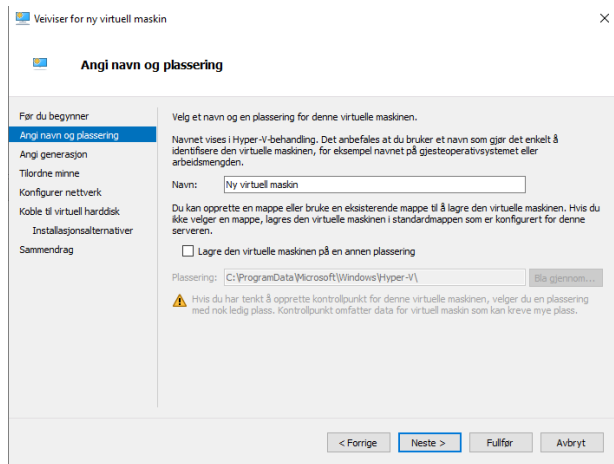 Veiviser for ny virtuell maskin
Angi navn og plassering
Før du begynner
Angi navn og plassering
Angi generasjon
Tilordne minne
Konfigurer nettverk
Koble til virtuell harddisk
Installasjonsalternativer
Sammendrag
Velg et navn og en plassering for denne virtuelle maskinen.
Navnet vises i Hyper-V-behandling. Det anbefales at du bruker et navn som gjør det enkelt å
identifisere den virtuelle maskinen, for eksempel navnet på gjesteoperativsystemet eller
arbeidsmengden.
Navn: Ny virtuell maskin
Du kan opprette en mappe eller bruke en eksisterende mappe til å lagre den virtuelle maskinen. Hvis du
ikke velger en mappe, lagres den virtuelle maskinen i standardmappen som er konfigurert for denne
serveren.
Lagre den virtuelle maskinen på en annen plassering
Plassering: C:\ProgramData\Microsoft\Windows\Hyper-V\ Bla gjennom...
Hvis du har tenkt å opprette kontrollpunkt for denne virtuelle maskinen, velger du en plassering
med nok ledig plass. Kontrollpunkt omfatter data for virtuell maskin som kan kreve mye plass.
< Forrige Neste > Fullfør Avbryt